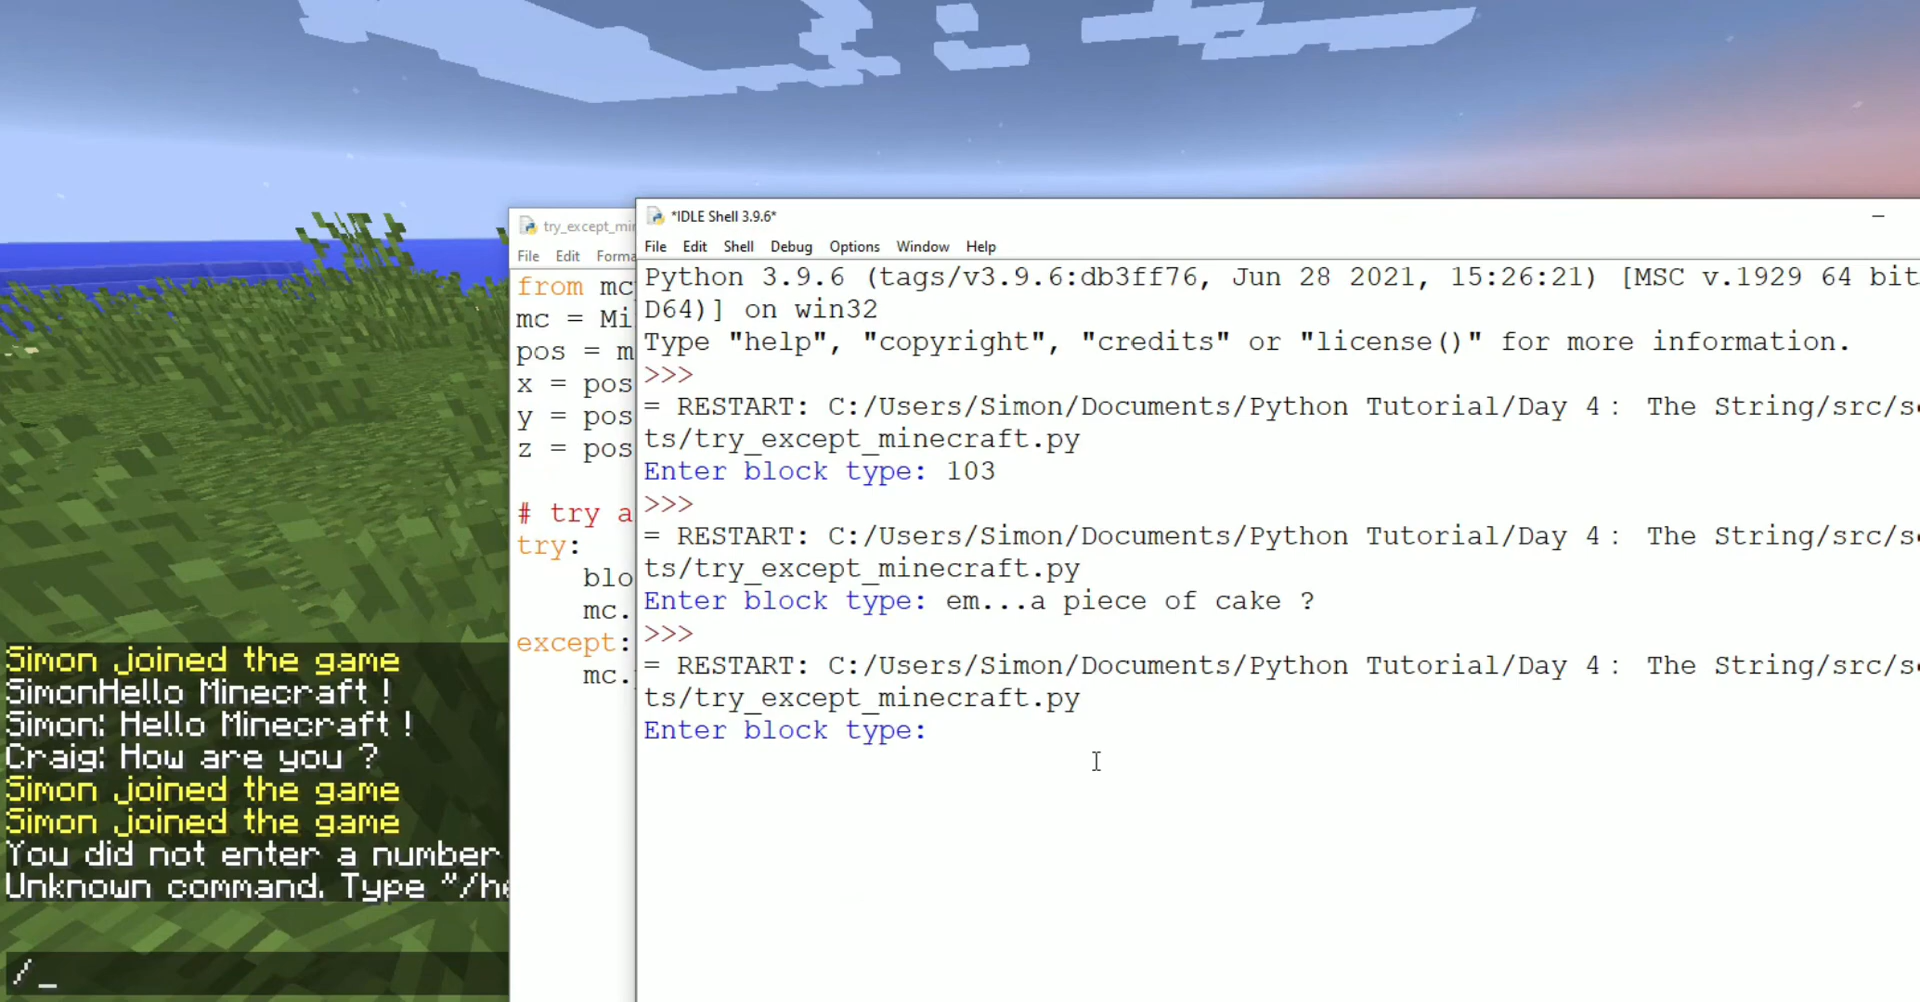 try_except_mi
File Edit Forma
from mc
mc = Mi
pos = m
x = pos
y = pos
z = pos
# try a
try:
blo
mc.
except:
mc.
*IDLE Shell 3.9.6*
File Edit Shell Debug Options Window Help
Python 3.9.6 (tags/v3.9.6:db3ff76, Jun 28 2021, 15:26:21) [MSC v.1929 64 bit
D64)] on win32
Type "help", "copyright", "credits" or "license()" for more information.
>>>
= RESTART: C:/Users/Simon/Documents/Python Tutorial/Day 4: The String/src/s
ts/try_except_minecraft.py
Enter block type: 103
>>>
= RESTART: C:/Users/Simon/Documents/Python Tutorial/Day 4: The String/src/s
ts/try_except_minecraft.py
Enter block type: em...a piece of cake ?
>>>
= RESTART: C:/Users/Simon/Documents/Python Tutorial/Day 4: The String/src/s
ts/try_except_minecraft.py
Enter block type:
Simon joined the game
SimonHello Minecraft !
Simon: Hello Minecraft !
Craig: How are you ?
Simon joined the game
Simon joined the game
You did not enter a number
Unknown command. Type "/he
/_